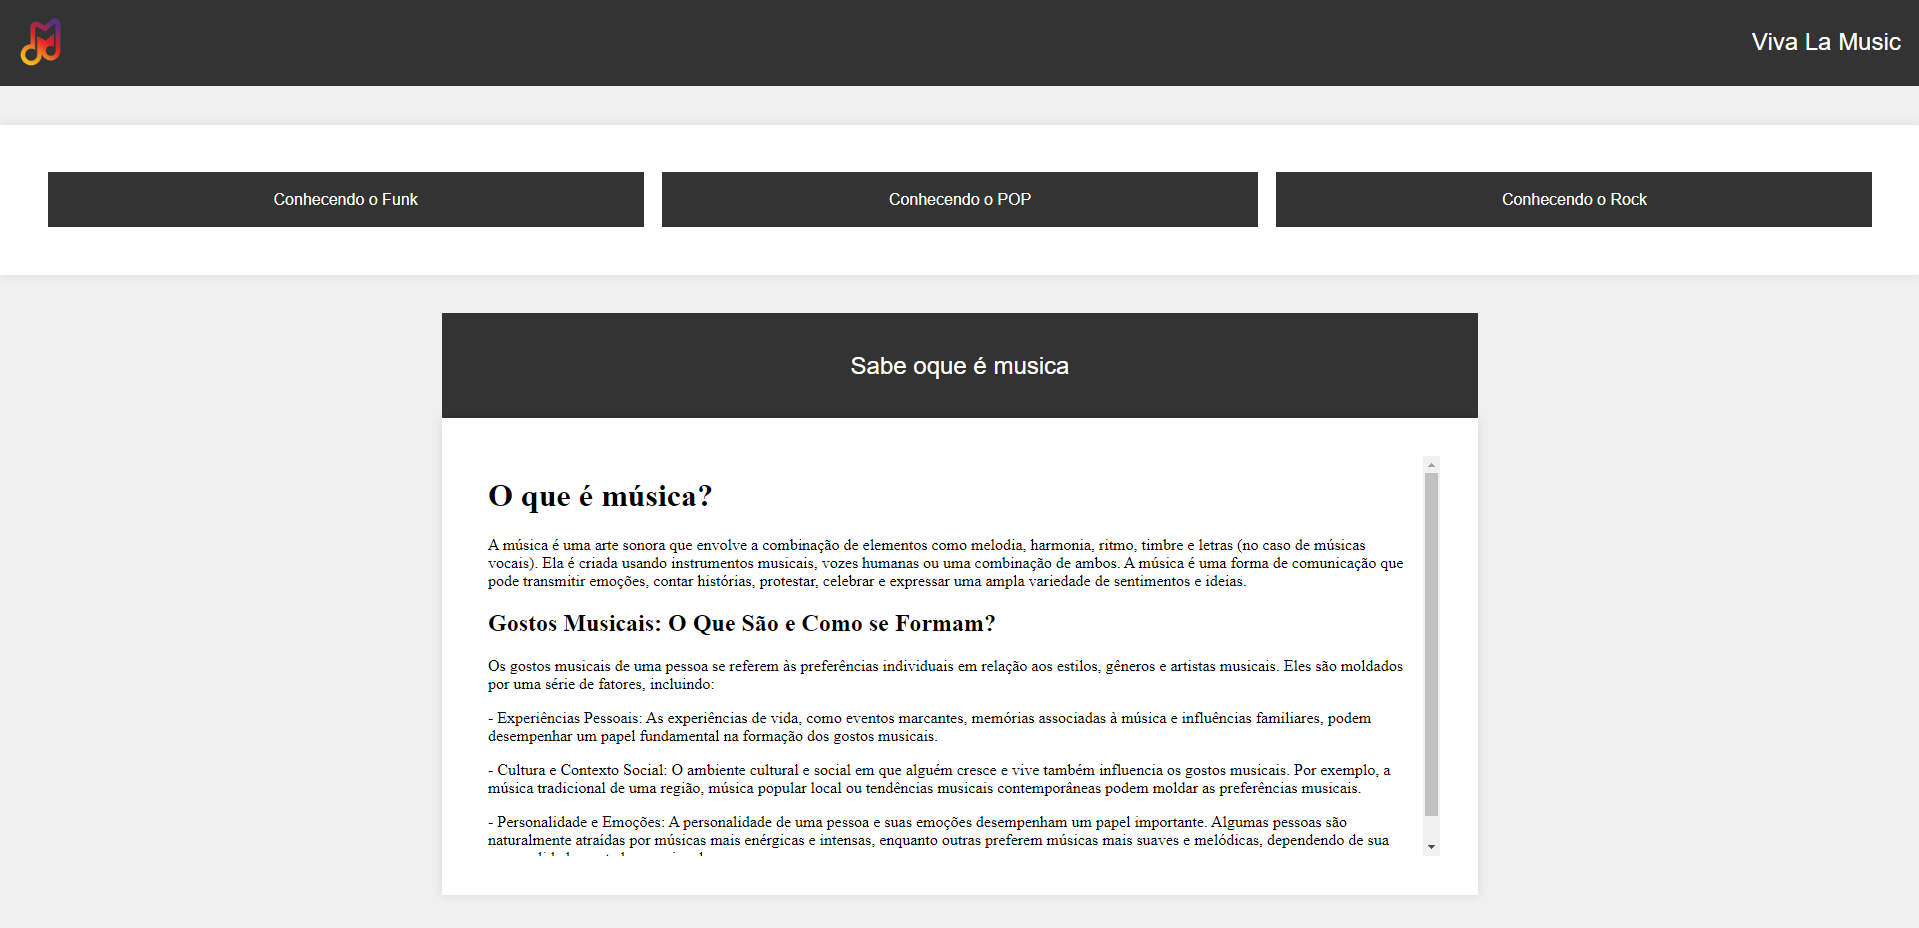 Viva La Music
Conhecendo o Funk
Conhecendo o POP
Conhecendo o Rock
Sabe oque é musica
O que é música?
A música é uma arte sonora que envolve a combinação de elementos como melodia, harmonia, ritmo, timbre e letras (no caso de músicas
vocais). Ela é criada usando instrumentos musicais, vozes humanas ou uma combinação de ambos. A música é uma forma de comunicação que
pode transmitir emoções, contar histórias, protestar, celebrar e expressar uma ampla variedade de sentimentos e ideias.
Gostos Musicais: O Que São e Como se Formam?
Os gostos musicais de uma pessoa se referem às preferências individuais em relação aos estilos, gêneros e artistas musicais. Eles são moldados
por uma série de fatores, incluindo:
- Experiências Pessoais: As experiências de vida, como eventos marcantes, memórias associadas à música e influências familiares, podem
desempenhar um papel fundamental na formação dos gostos musicais.
- Cultura e Contexto Social: O ambiente cultural e social em que alguém cresce e vive também influencia os gostos musicais. Por exemplo, a
música tradicional de uma região, música popular local ou tendências musicais contemporâneas podem moldar as preferências musicais.
- Personalidade e Emoções: A personalidade de uma pessoa e suas emoções desempenham um papel importante. Algumas pessoas são
naturalmente atraídas por músicas mais enérgicas e intensas, enquanto outras preferem músicas mais suaves e melódicas, dependendo de sua